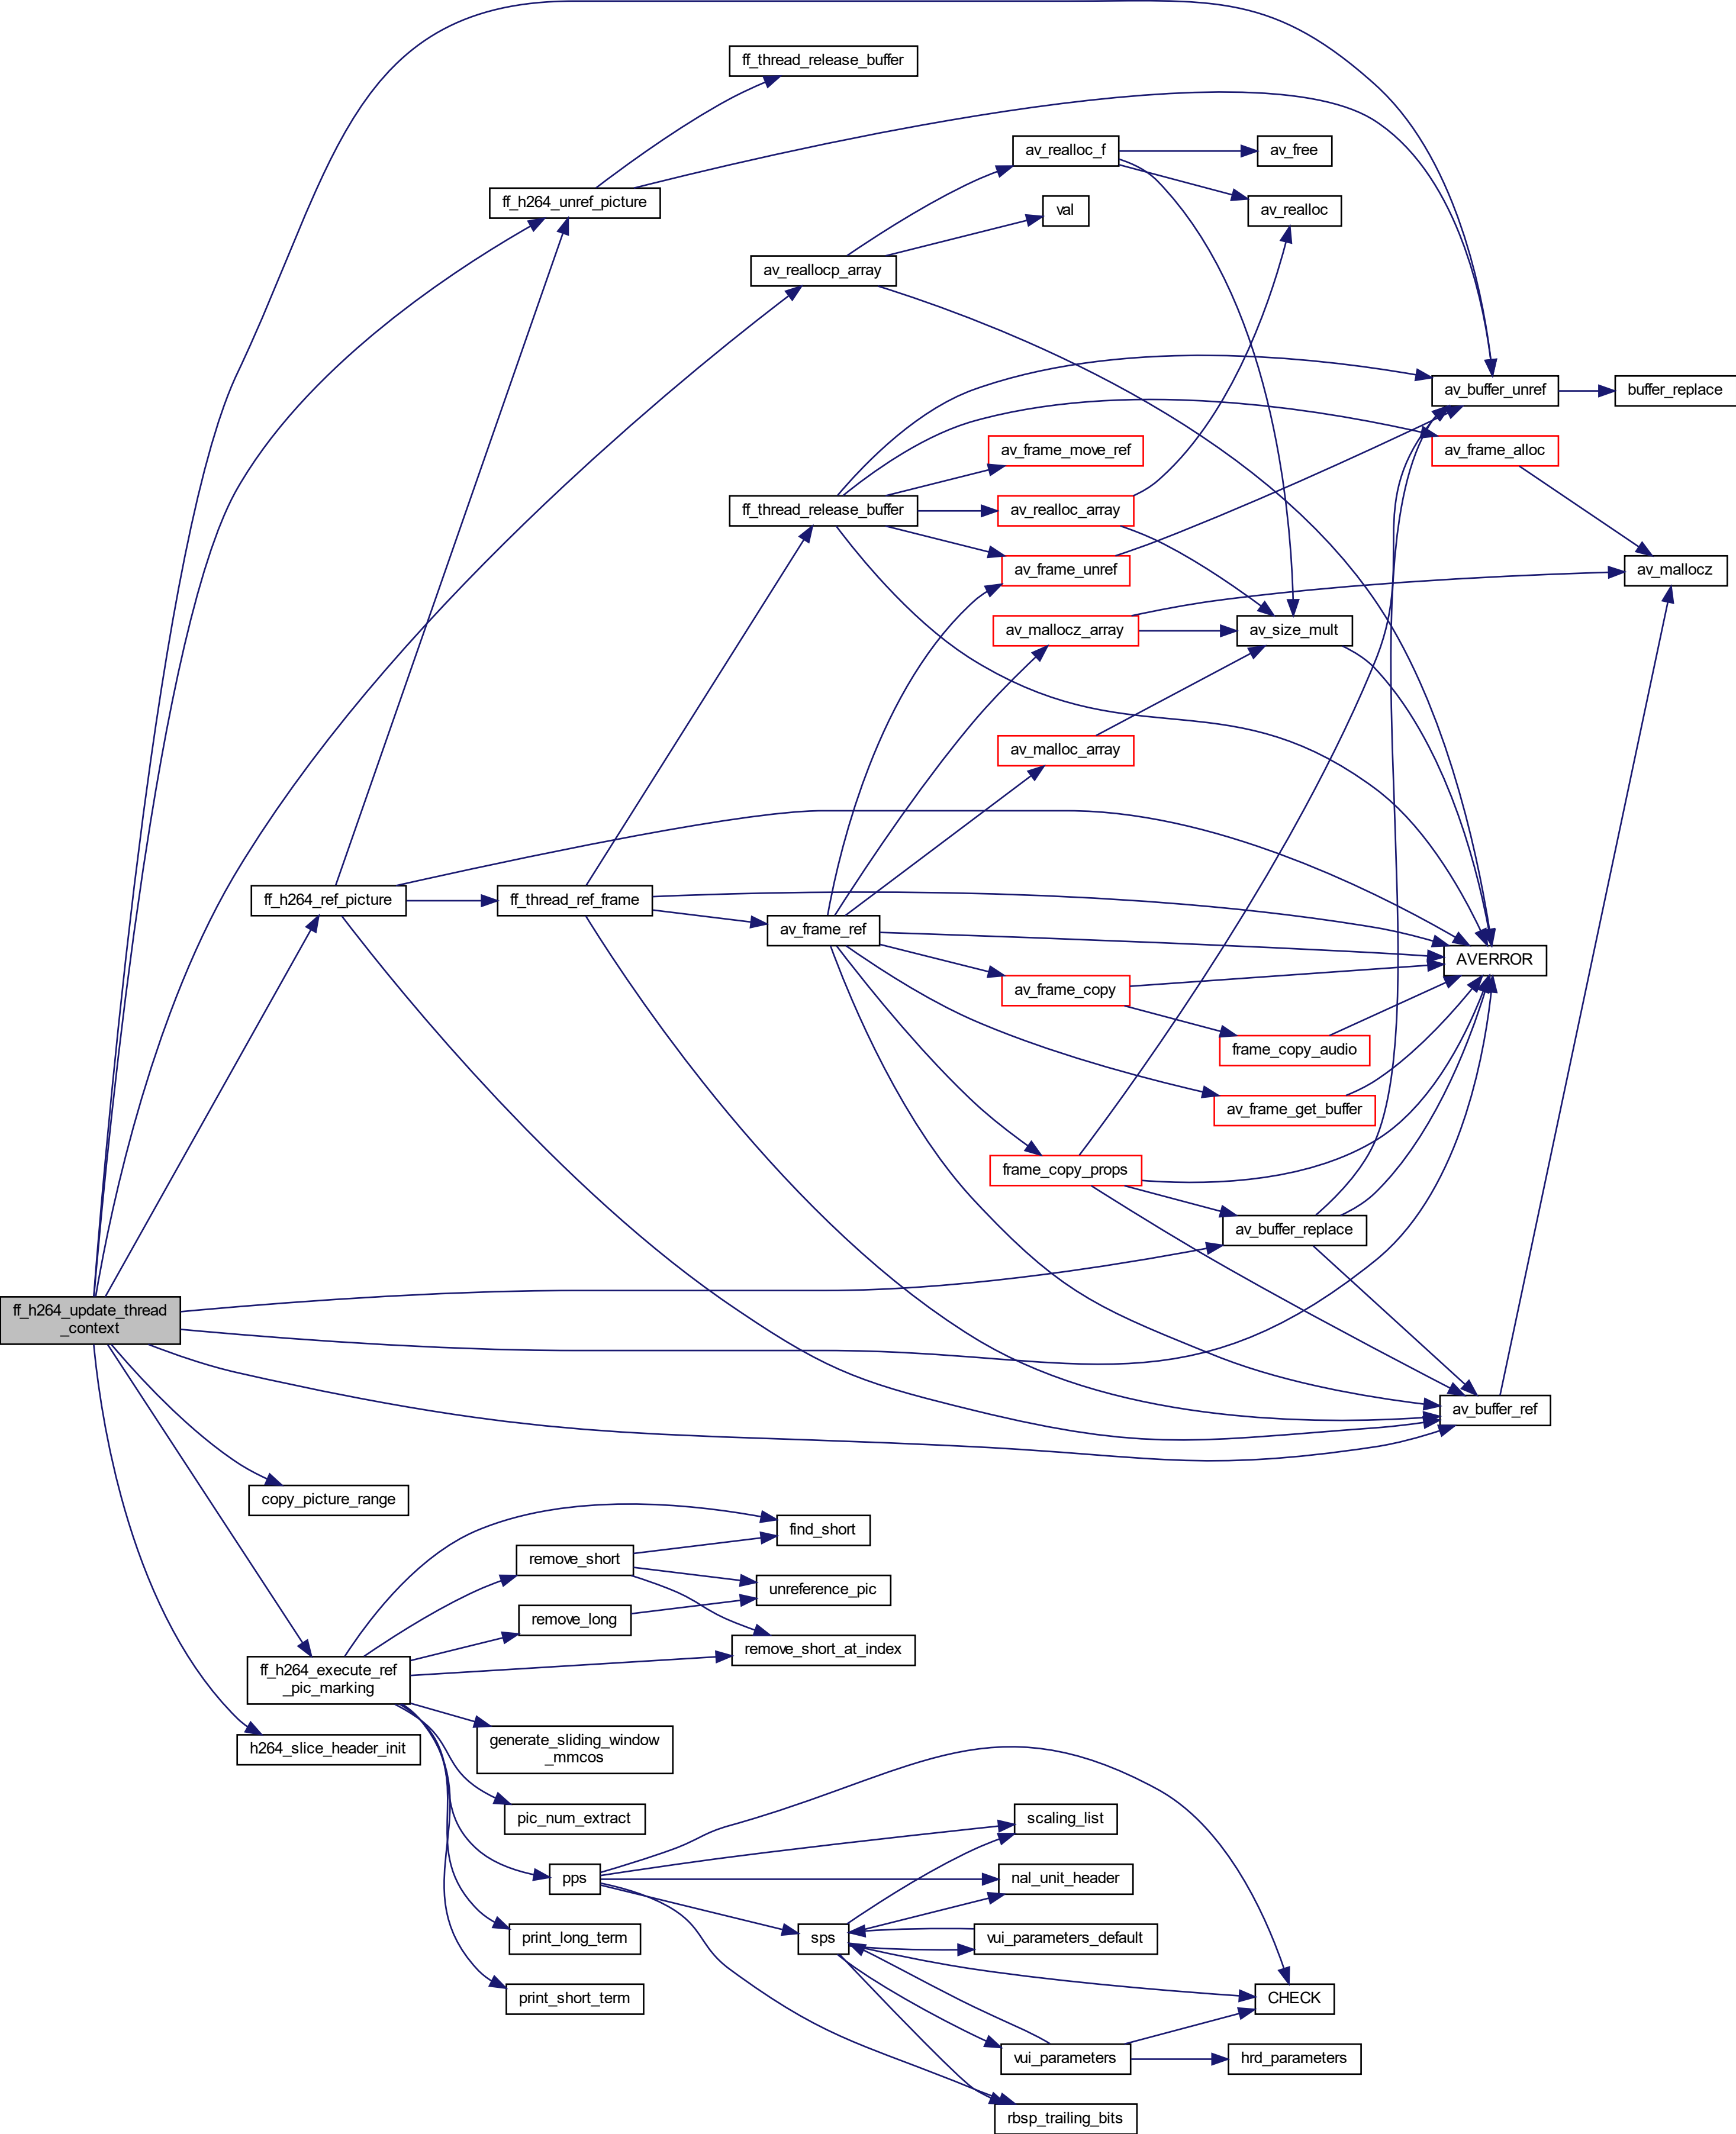 ff_thread_release_buffer
av_realloc_f
av_free
ff_h264_unref_picture
val
av_realloc
av_reallocp_array
av_buffer_unref
buffer_replace
av_frame_move_ref
av_frame_alloc
ff_thread_release_buffer
av_realloc_array
av_frame_unref
av_mallocz
av_mallocz_array
av_size_mult
av_malloc_array
ff_h264_ref_picture
ff_thread_ref_frame
av_frame_ref
AVERROR
av_frame_copy
frame_copy_audio
av_frame_get_buffer
frame_copy_props
av_buffer_replace
ff_h264_update_thread
_context
av_buffer_ref
copy_picture_range
find_short
remove_short
unreference_pic
remove_long
remove_short_at_index
ff_h264_execute_ref
_pic_marking
h264_slice_header_init
generate_sliding_window
_mmcos
pic_num_extract
scaling_list
pps
nal_unit_header
print_long_term
sps
vui_parameters_default
print_short_term
CHECK
vui_parameters
hrd_parameters
rbsp_trailing_bits